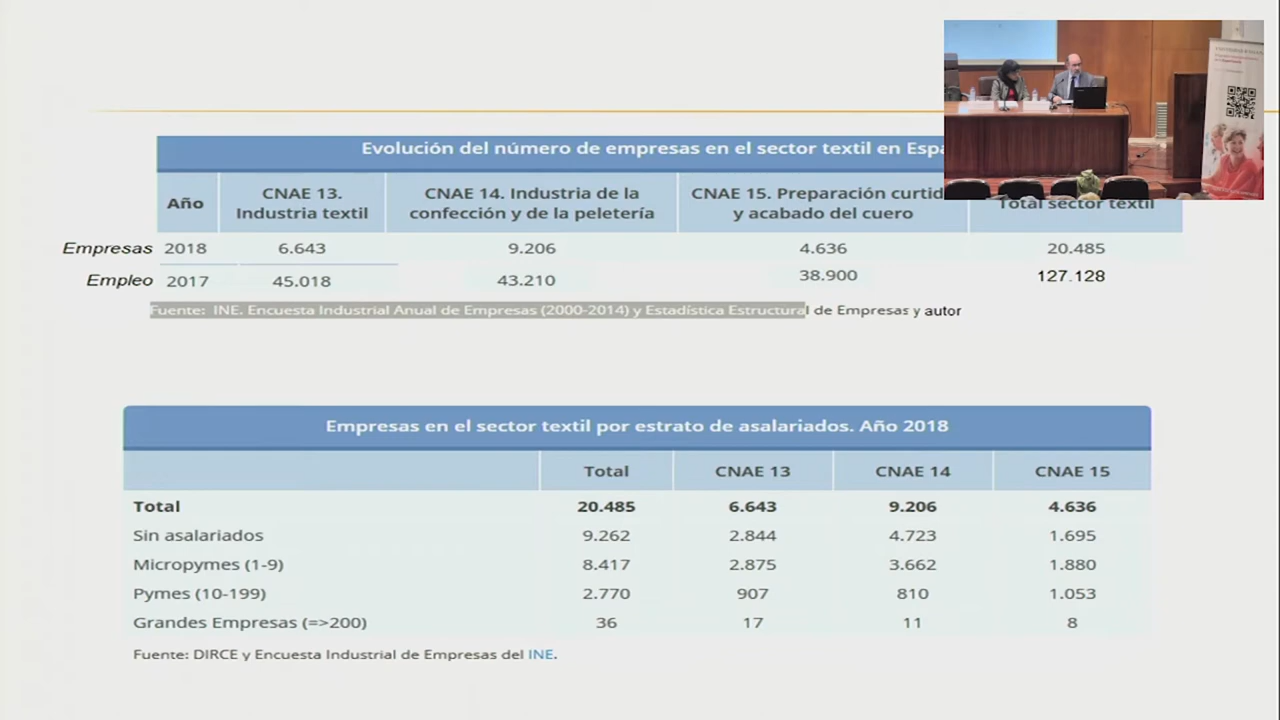 Evolución del número de empresas en el sector textil en Espa
Año
CNAE 13.
Industria textil
CNAE 14. Industria de la
confección y de la peletería
CNAE 15. Preparación curtid
y acabado del cuero
Total sector textil
Empresas 2018 6.643 9.206 4.636 20.485
Empleo 2017 45.018 43.210 38.900 127.128
Fuente: INE. Encuesta Industrial Anual de Empresas (2000-2014) y Estadística Estructural de Empresas y autor
Empresas en el sector textil por estrato de asalariados. Año 2018
Total CNAE 13 CNAE 14 CNAE 15
Total 20.485 6.643 9.206 4.636
Sin asalariados 9.262 2.844 4.723 1.695
Micropymes (1-9) 8.417 2.875 3.662 1.880
Pymes (10-199) 2.770 907 810 1.053
Grandes Empresas (=>200) 36 17 11 8
Fuente: DIRCE y Encuesta Industrial de Empresas del INE.